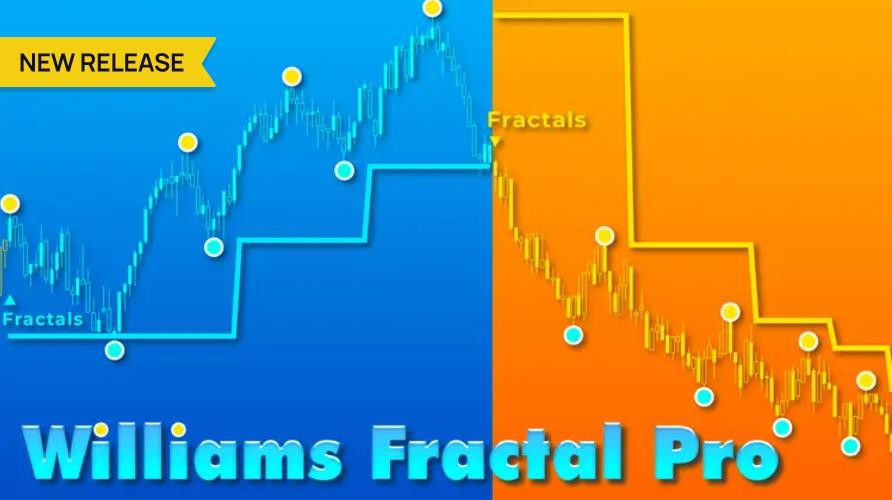 NEW RELEASE
Fractals
Fractals
Williams Fractal Pro